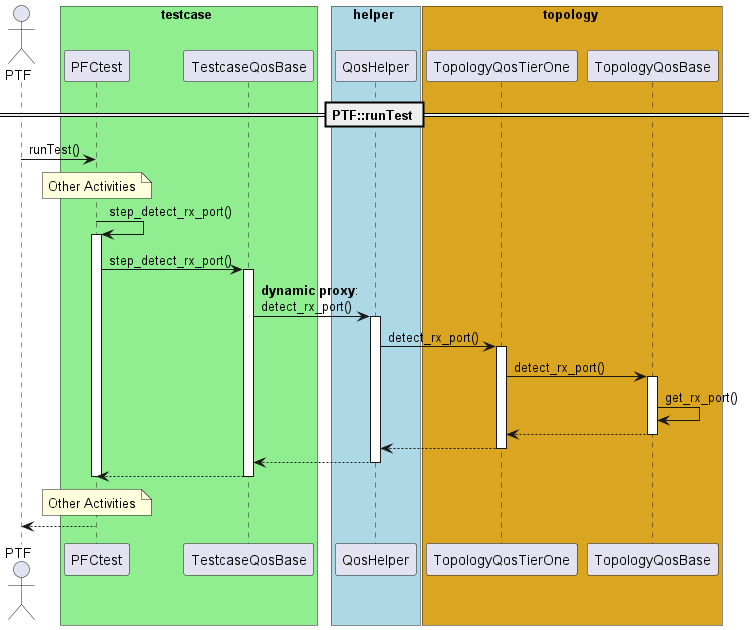 testcase
helper
topology
PTF
PFCtest
TestcaseQosBase
QosHelper
TopologyQosTierOne
TopologyQosBase
PTF::runTest
runTest()
Other Activities
step_detect_rx_port()
step_detect_rx_port()
dynamic proxy:
detect_rx_port()
detect_rx_port()
detect_rx_port()
get_rx_port()
Other Activities
PTF
PFCtest
TestcaseQosBase
QosHelper
TopologyQosTierOne
TopologyQosBase